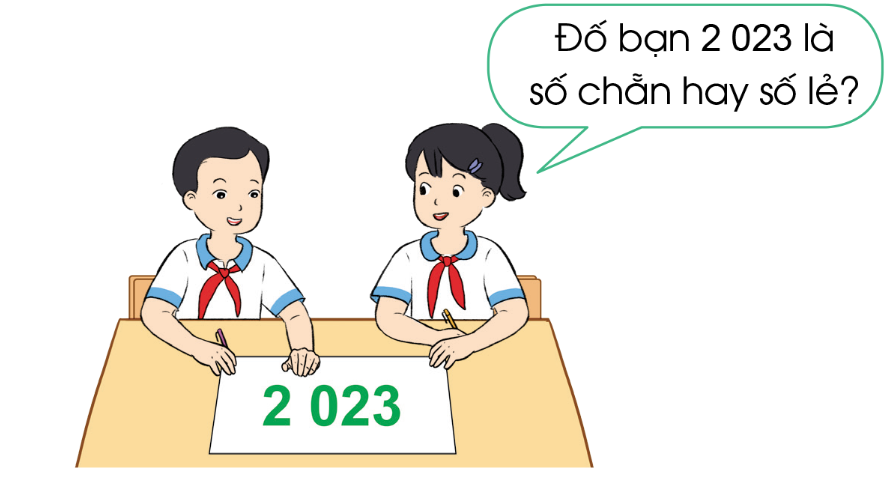 Đố bạn 2 023 là
số chẵn hay số lẻ?
2 023